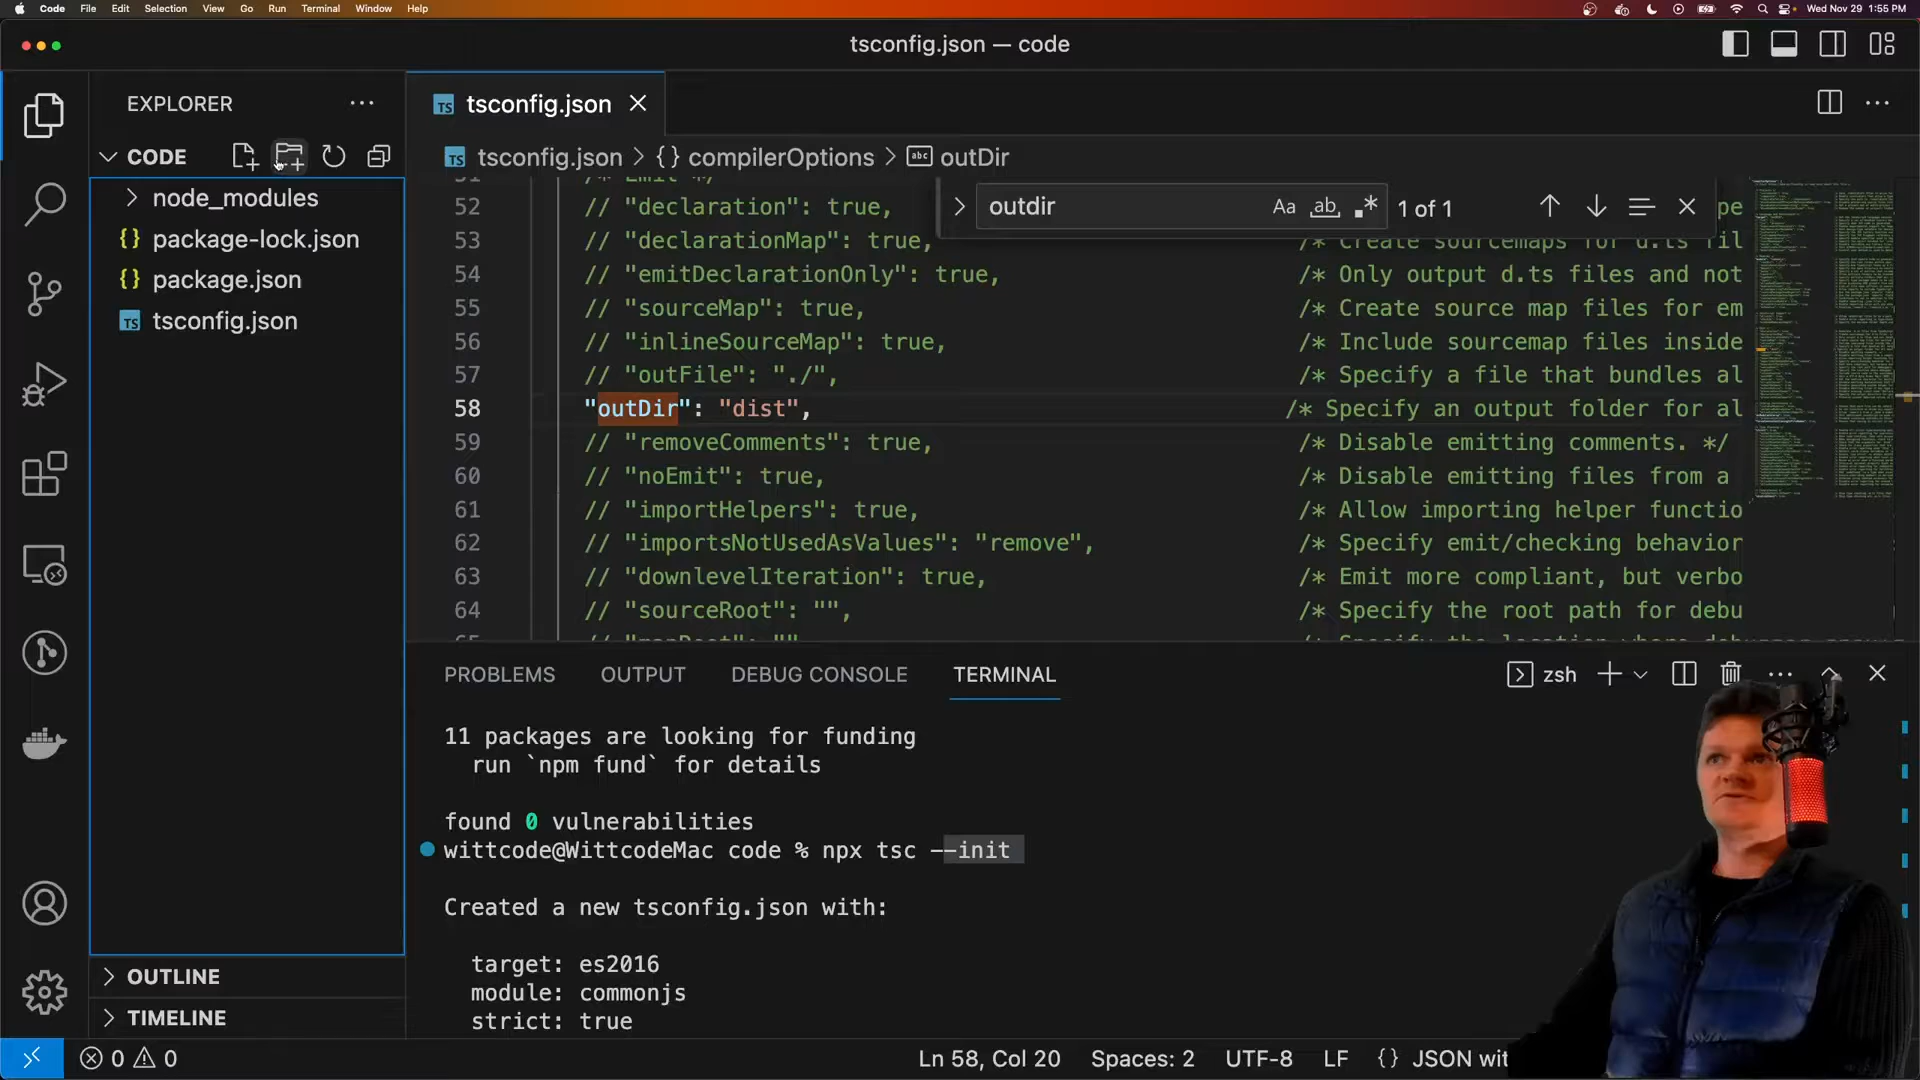 Code File Edit Selection View Go Run Terminal Window Help
Wed Nov 29 1:55 PM
tsconfig.json — code
EXPLORER
CODE
node_modules
package-lock.json
package.json
tsconfig.json
OUTLINE
TIMELINE
tsconfig.json
tsconfig.json > {} compilerOptions > outDir
outdir
1 of 1
52 // "declaration": true,
53 // "declarationMap": true, /* Create sourcemaps for d.ts fil
54 // "emitDeclarationOnly": true, /* Only output d.ts files and not
55 // "sourceMap": true, /* Create source map files for em
56 // "inlineSourceMap": true, /* Include sourcemap files inside
57 // "outFile": "./", /* Specify a file that bundles al
58 "outDir": "dist", /* Specify an output folder for al
59 // "removeComments": true, /* Disable emitting comments. */
60 // "noEmit": true, /* Disable emitting files from a
61 // "importHelpers": true, /* Allow importing helper functio
62 // "importsNotUsedAsValues": "remove", /* Specify emit/checking behavior
63 // "downlevelIteration": true, /* Emit more compliant, but verbo
64 // "sourceRoot": "", /* Specify the root path for debu
PROBLEMS OUTPUT DEBUG CONSOLE TERMINAL
zsh
11 packages are looking for funding
run `npm fund` for details
found 0 vulnerabilities
wittcode@WittcodeMac code % npx tsc --init
Created a new tsconfig.json with:
target: es2016
module: commonjs
strict: true
0 0
Ln 58, Col 20 Spaces: 2 UTF-8 LF {} JSON wit